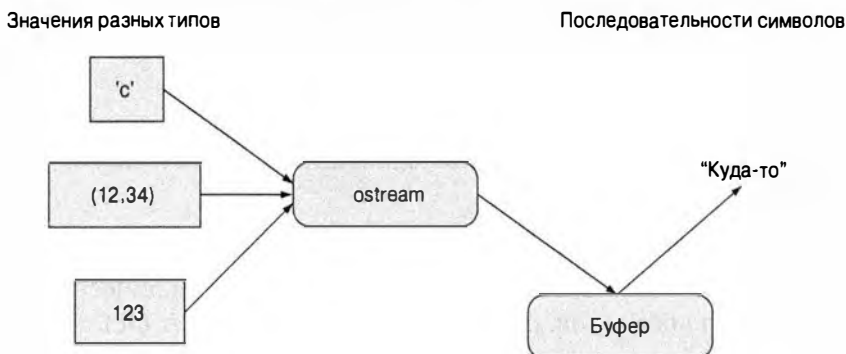 Значения разных типов
Последовательности символов
'c'
(12,34)
123
ostream
"Куда-то"
Буфер